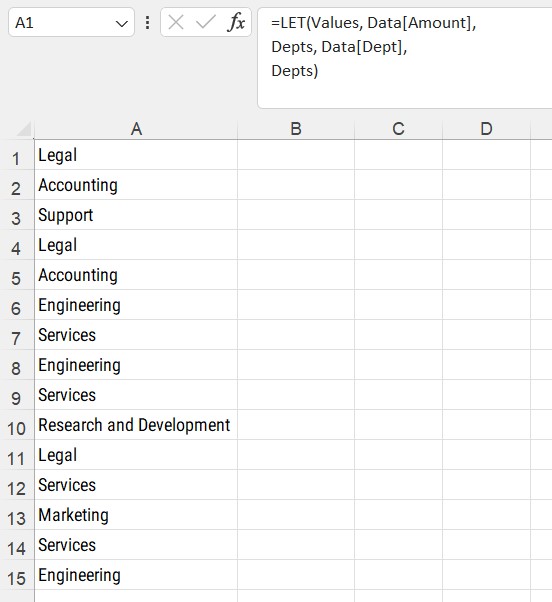 A1
fx
=LET(Values, Data[Amount],
Depts, Data[Dept],
Depts)
A B C D
1 Legal
2 Accounting
3 Support
4 Legal
5 Accounting
6 Engineering
7 Services
8 Engineering
9 Services
10 Research and Development
11 Legal
12 Services
13 Marketing
14 Services
15 Engineering